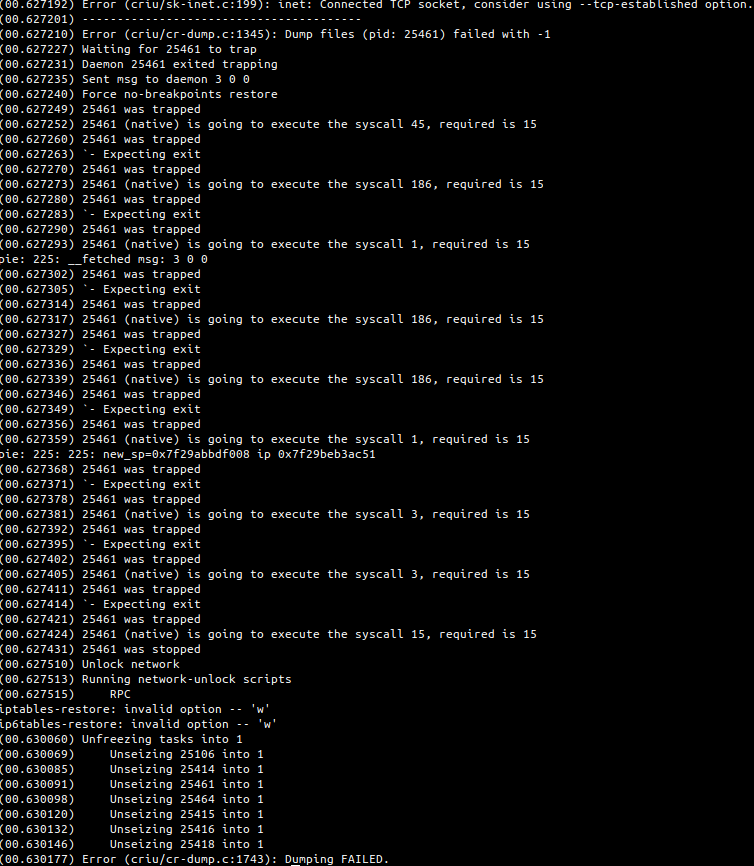 (00.627192) Error (criu/sk-inet.c:199): inet: Connected TCP socket, consider using --tcp-established option.
(00.627201) ----------------------------------------
(00.627210) Error (criu/cr-dump.c:1345): Dump files (pid: 25461) failed with -1
(00.627227) Waiting for 25461 to trap
(00.627231) Daemon 25461 exited trapping
(00.627235) Sent msg to daemon 3 0 0
(00.627240) Force no-breakpoints restore
(00.627249) 25461 was trapped
(00.627252) 25461 (native) is going to execute the syscall 45, required is 15
(00.627260) 25461 was trapped
(00.627263) `- Expecting exit
(00.627270) 25461 was trapped
(00.627273) 25461 (native) is going to execute the syscall 186, required is 15
(00.627280) 25461 was trapped
(00.627283) `- Expecting exit
(00.627290) 25461 was trapped
(00.627293) 25461 (native) is going to execute the syscall 1, required is 15
pie: 225: __fetched msg: 3 0 0
(00.627302) 25461 was trapped
(00.627305) `- Expecting exit
(00.627314) 25461 was trapped
(00.627317) 25461 (native) is going to execute the syscall 186, required is 15
(00.627327) 25461 was trapped
(00.627329) `- Expecting exit
(00.627336) 25461 was trapped
(00.627339) 25461 (native) is going to execute the syscall 186, required is 15
(00.627346) 25461 was trapped
(00.627349) `- Expecting exit
(00.627356) 25461 was trapped
(00.627359) 25461 (native) is going to execute the syscall 1, required is 15
pie: 225: 225: new_sp=0x7f29abbdf008 ip 0x7f29beb3ac51
(00.627368) 25461 was trapped
(00.627371) `- Expecting exit
(00.627378) 25461 was trapped
(00.627381) 25461 (native) is going to execute the syscall 3, required is 15
(00.627392) 25461 was trapped
(00.627395) `- Expecting exit
(00.627402) 25461 was trapped
(00.627405) 25461 (native) is going to execute the syscall 3, required is 15
(00.627411) 25461 was trapped
(00.627414) `- Expecting exit
(00.627421) 25461 was trapped
(00.627424) 25461 (native) is going to execute the syscall 15, required is 15
(00.627431) 25461 was stopped
(00.627510) Unlock network
(00.627513) Running network-unlock scripts
(00.627515)     RPC
iptables-restore: invalid option -- 'w'
ip6tables-restore: invalid option -- 'w'
(00.630060) Unfreezing tasks into 1
(00.630069)     Unseizing 25106 into 1
(00.630085)     Unseizing 25414 into 1
(00.630091)     Unseizing 25461 into 1
(00.630098)     Unseizing 25464 into 1
(00.630120)     Unseizing 25415 into 1
(00.630132)     Unseizing 25416 into 1
(00.630146)     Unseizing 25418 into 1
(00.630177) Error (criu/cr-dump.c:1743): Dumping FAILED.